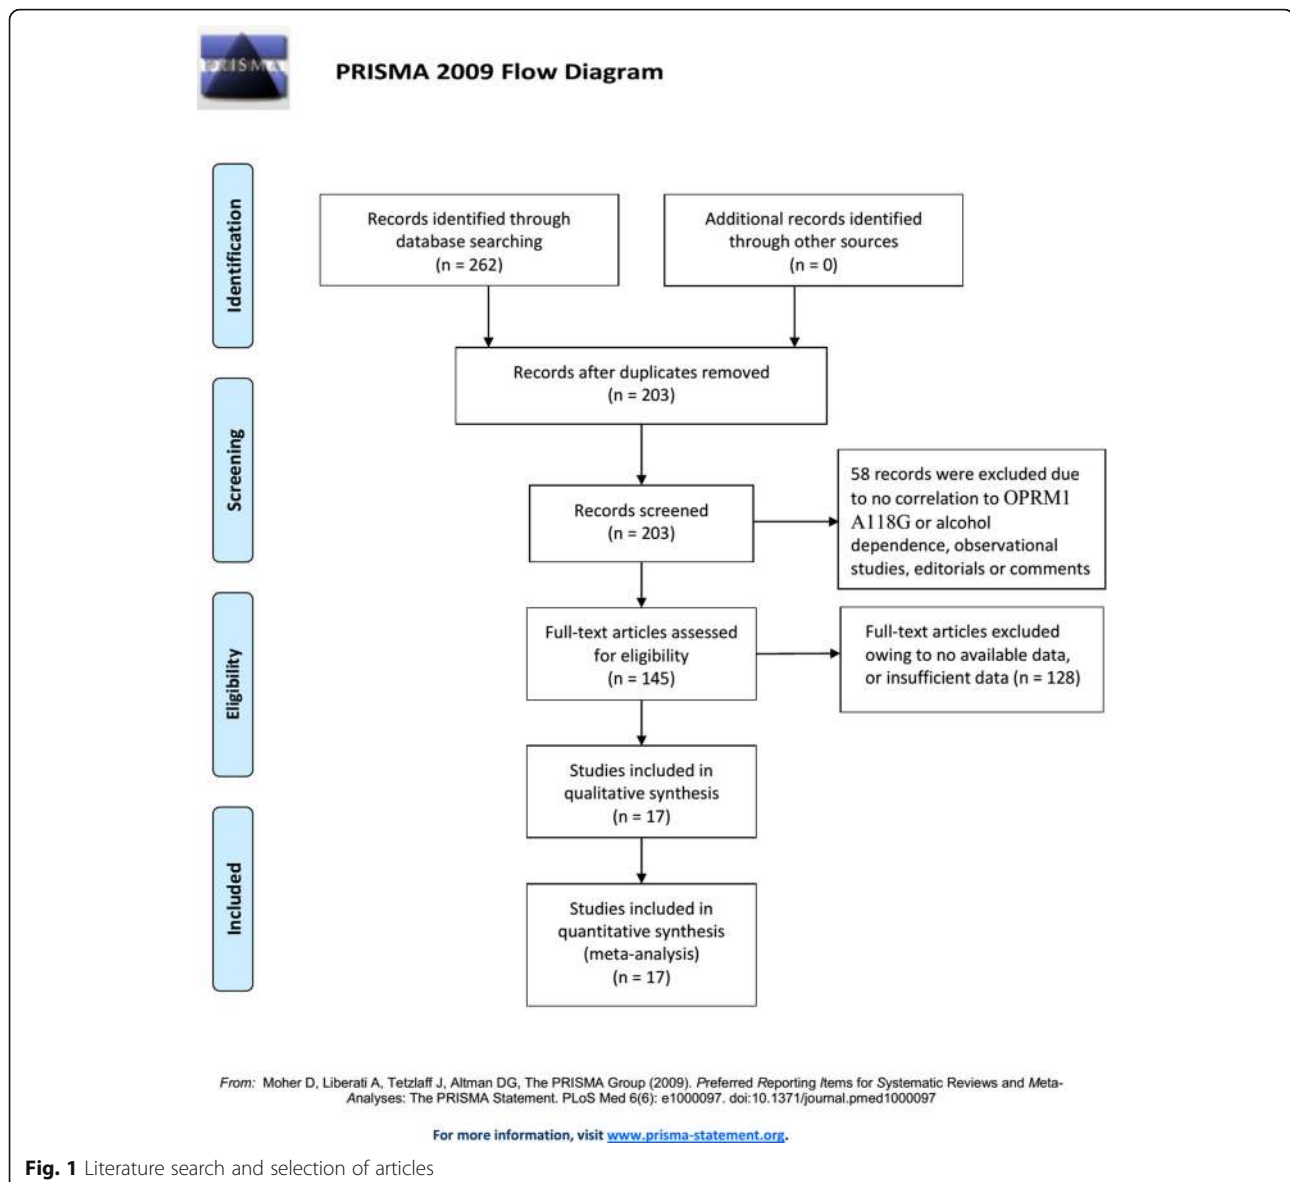 PRISMA
PRISMA 2009 Flow Diagram
Identification
Records identified through
database searching
(n = 262)
Additional records identified
through other sources
(n = 0)
Records after duplicates removed
(n = 203)
Screening
Records screened
(n = 203)
58 records were excluded due
to no correlation to OPRM1
A118G or alcohol
dependence, observational
studies, editorials or comments
Eligibility
Full-text articles assessed
for eligibility
(n = 145)
Full-text articles excluded
owing to no available data,
or insufficient data (n = 128)
Studies included in
qualitative synthesis
(n = 17)
Included
Studies included in
quantitative synthesis
(meta-analysis)
(n = 17)
From: Moher D, Liberati A, Tetzlaff J, Altman DG, The PRISMA Group (2009). Preferred Reporting Items for Systematic Reviews and Meta-
Analyses: The PRISMA Statement. PLoS Med 6(6): e1000097. doi:10.1371/journal.pmed1000097
For more information, visit www.prisma-statement.org.
Fig. 1 Literature search and selection of articles